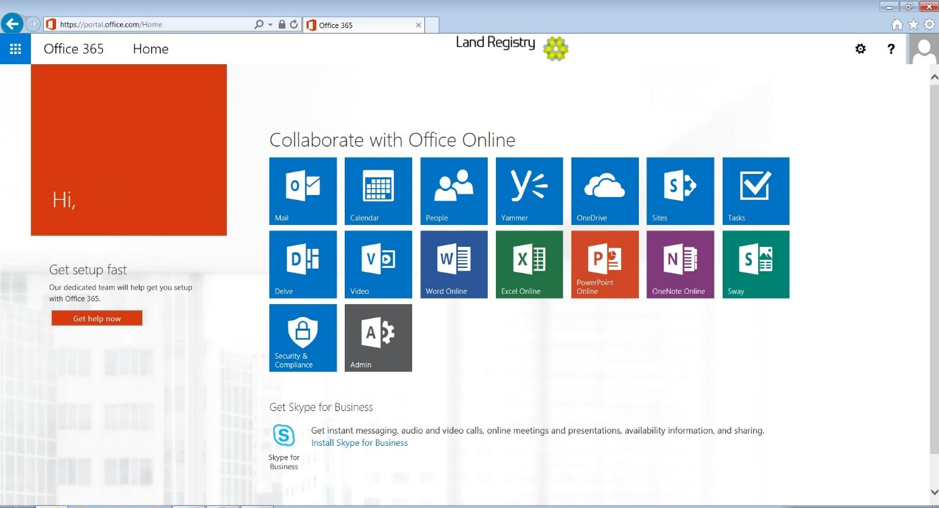 https://portal.office.com/Home
Office 365
Office 365
Home
Land Registry
?
Hi,
Collaborate with Office Online
Mail
Calendar
People
Yammer
OneDrive
Sites
Tasks
Delve
Video
Word Online
Excel Online
PowerPoint
Online
OneNote Online
Sway
Security &
Compliance
Admin
Get setup fast
Our dedicated team will help get you setup
with Office 365.
Get help now
Get Skype for Business
Get instant messaging, audio and video calls, online meetings and presentations, availability information, and sharing.
Install Skype for Business
Skype for
Business